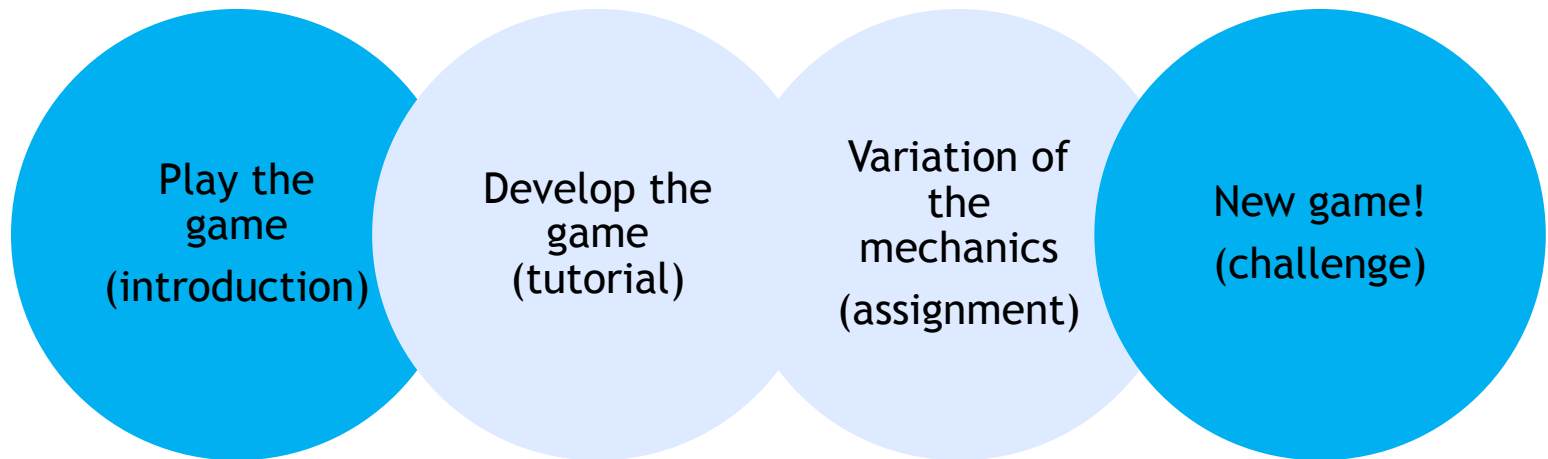 Play the
game
(introduction)
Develop the
game
(tutorial)
Variation of
the
mechanics
(assignment)
New game!
(challenge)